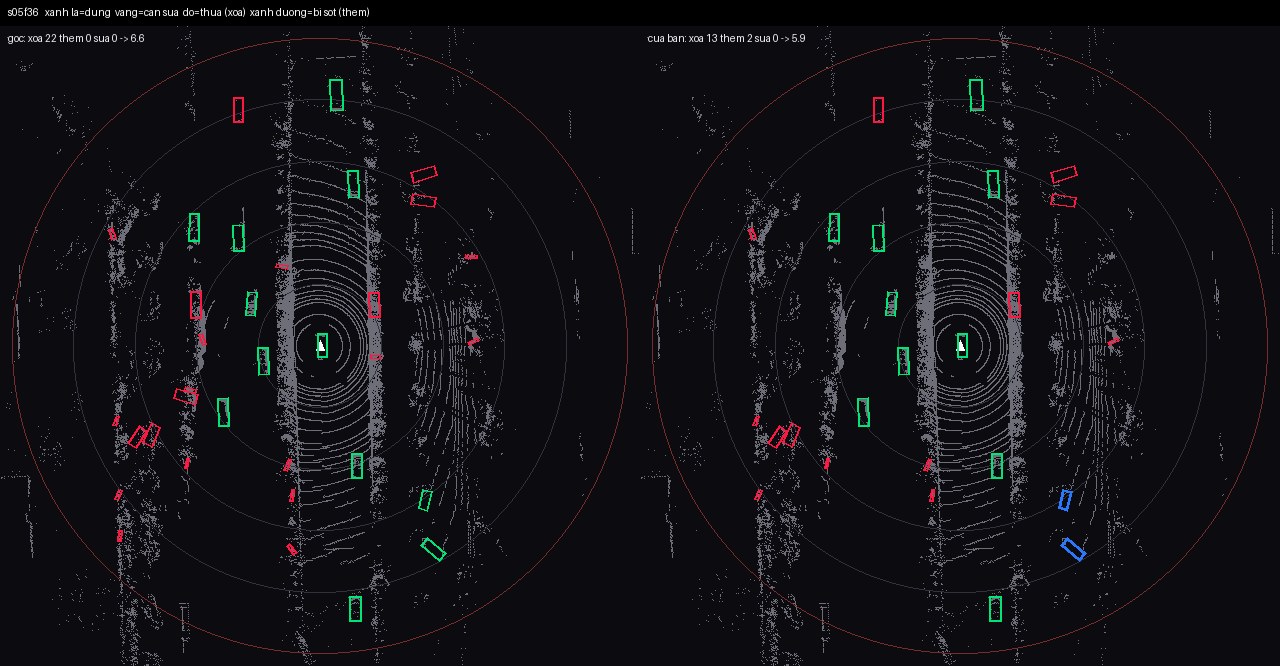 s05f36 xanh la=dung vang=can sua do=thua (xoa) xanh duong=bi sot (them)
goc: xoa 22 them 0 sua 0 -> 6.6
cua ban: xoa 13 them 2 sua 0 -> 5.9